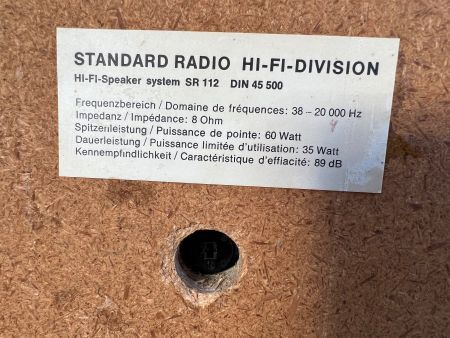 STANDARD RADIO HI-FI-DIVISION
HI-FI-Speaker system SR 112 DIN 45 500
Frequenzbereich / Domaine de fréquences: 38 – 20 000 Hz
Impedanz / Impédance: 8 Ohm
Spitzenleistung / Puissance de pointe: 60 Watt
Dauerleistung / Puissance limitée d'utilisation: 35 Watt
Kennempfindlichkeit / Caractéristique d'effiacité: 89 dB